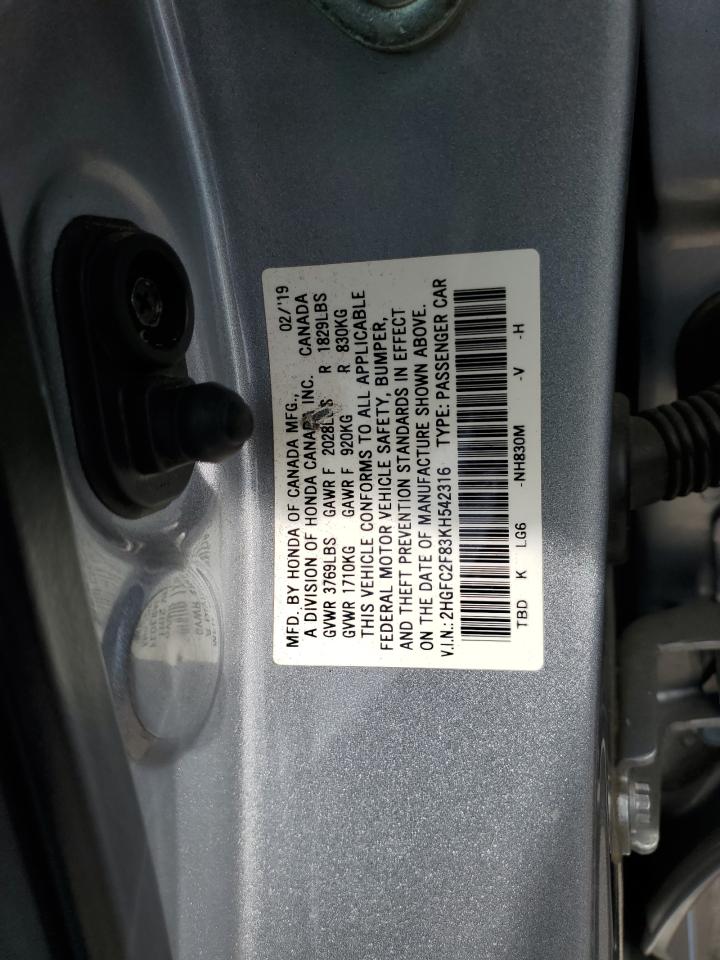 MFD. BY HONDA OF CANADA MFG., 02/'19
A DIVISION OF HONDA CANADA INC. CANADA
GVWR 3769LBS GAWR F 2028LBS R 1829LBS
GVWR 1710KG GAWR F 920KG R 830KG
THIS VEHICLE CONFORMS TO ALL APPLICABLE
FEDERAL MOTOR VEHICLE SAFETY, BUMPER,
AND THEFT PREVENTION STANDARDS IN EFFECT
ON THE DATE OF MANUFACTURE SHOWN ABOVE.
V.I.N.: 2HGFC2F83KH542316 TYPE: PASSENGER CAR
TBD K LG6 -NH830M -V -H